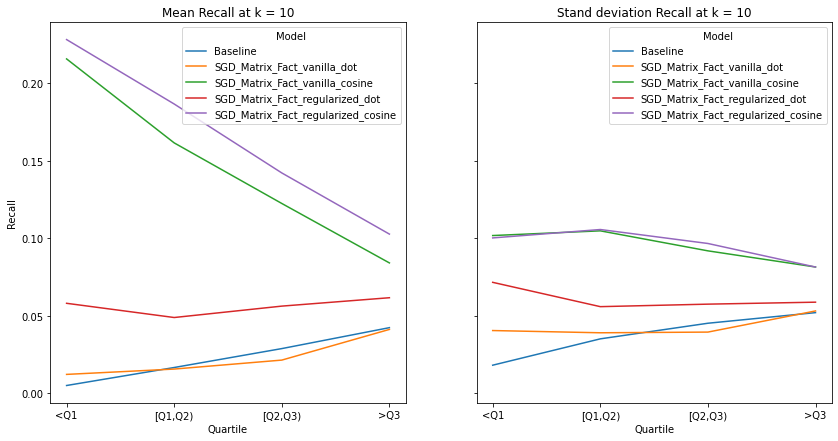 Mean Recall at k = 10
Model
Baseline
SGD_Matrix_Fact_vanilla_dot
SGD_Matrix_Fact_vanilla_cosine
SGD_Matrix_Fact_regularized_dot
SGD_Matrix_Fact_regularized_cosine
Recall
0.20
0.15
0.10
0.05
0.00
<Q1
[Q1,Q2)
[Q2,Q3)
>Q3
Quartile
Stand deviation Recall at k = 10
Model
Baseline
SGD_Matrix_Fact_vanilla_dot
SGD_Matrix_Fact_vanilla_cosine
SGD_Matrix_Fact_regularized_dot
SGD_Matrix_Fact_regularized_cosine
<Q1
[Q1,Q2)
[Q2,Q3)
>Q3
Quartile